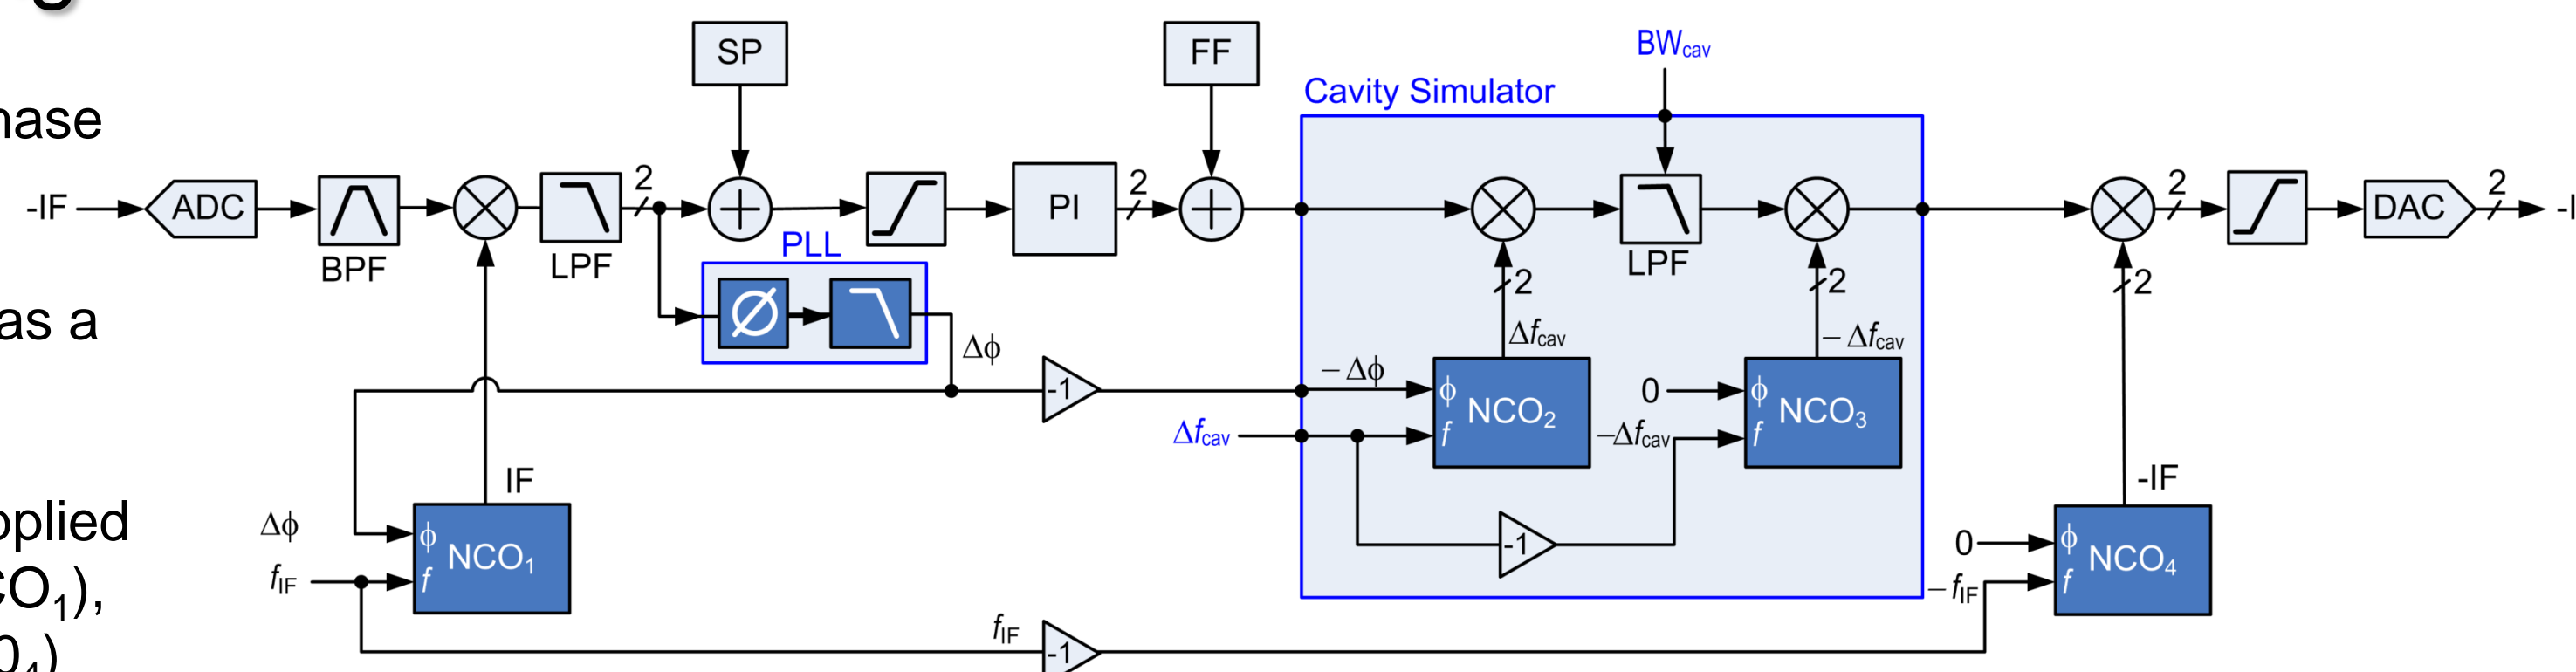 hase
as a
pplied
CO₁),
0₄)
SP
FF
BWcav
Cavity Simulator
-IF
ADC
BPF
LPF
2
PLL
Ø
Δϕ
PI
2
LPF
2
DAC
2
-I
2
2
2
Δfcav
− Δfcav
-1
− Δϕ
ϕ
f
NCO₂
0
−Δfcav
ϕ
f
NCO₃
Δfcav
-1
IF
Δϕ
fIF
ϕ
f
NCO₁
-IF
0
− fIF
ϕ
f
NCO₄
fIF
-1